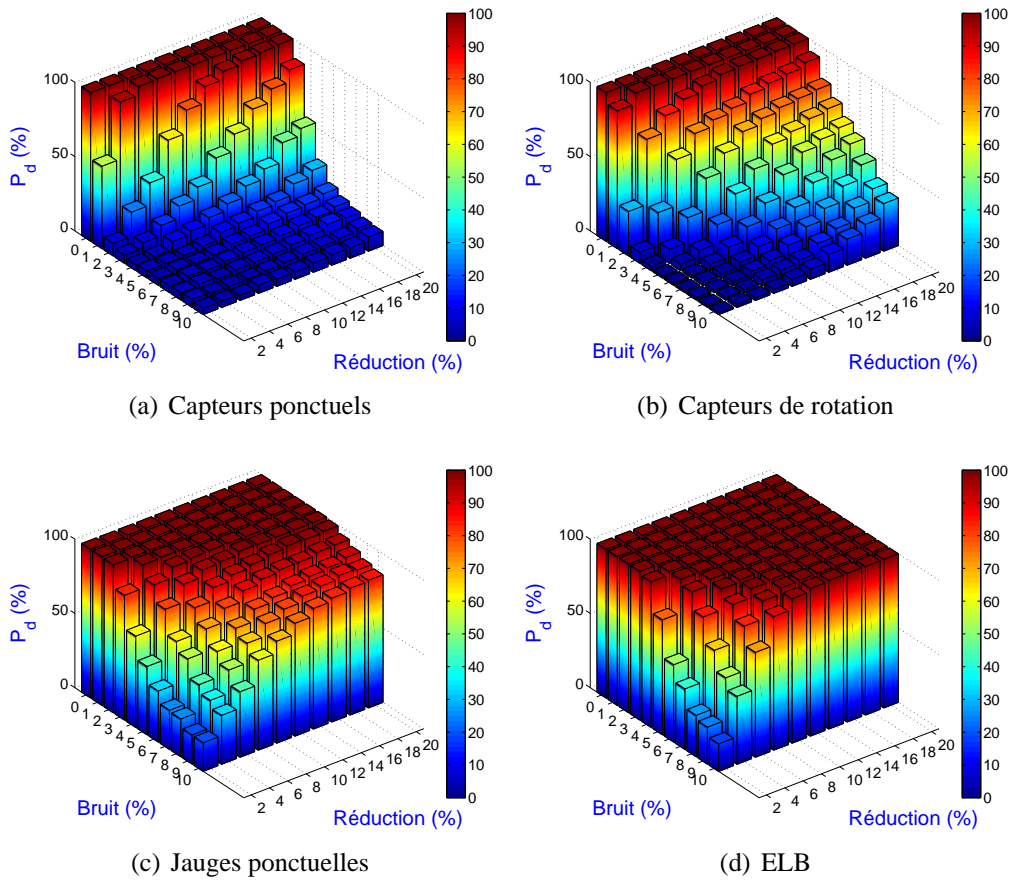 100
90
80
70
60
50
40
30
20
10
0
100
50
0
P_d (%)
0 1 2 3 4 5 6 7 8 9 10
Bruit (%)
2 4 6 8 10 12 14 16 18 20
Réduction (%)
(a) Capteurs ponctuels
100
90
80
70
60
50
40
30
20
10
0
100
50
0
P_d (%)
0 1 2 3 4 5 6 7 8 9 10
Bruit (%)
2 4 6 8 10 12 14 16 18 20
Réduction (%)
(b) Capteurs de rotation
100
90
80
70
60
50
40
30
20
10
0
100
50
0
P_d (%)
0 1 2 3 4 5 6 7 8 9 10
Bruit (%)
2 4 6 8 10 12 14 16 18 20
Réduction (%)
(c) Jauges ponctuelles
100
90
80
70
60
50
40
30
20
10
0
100
50
0
P_d (%)
0 1 2 3 4 5 6 7 8 9 10
Bruit (%)
2 4 6 8 10 12 14 16 18 20
Réduction (%)
(d) ELB